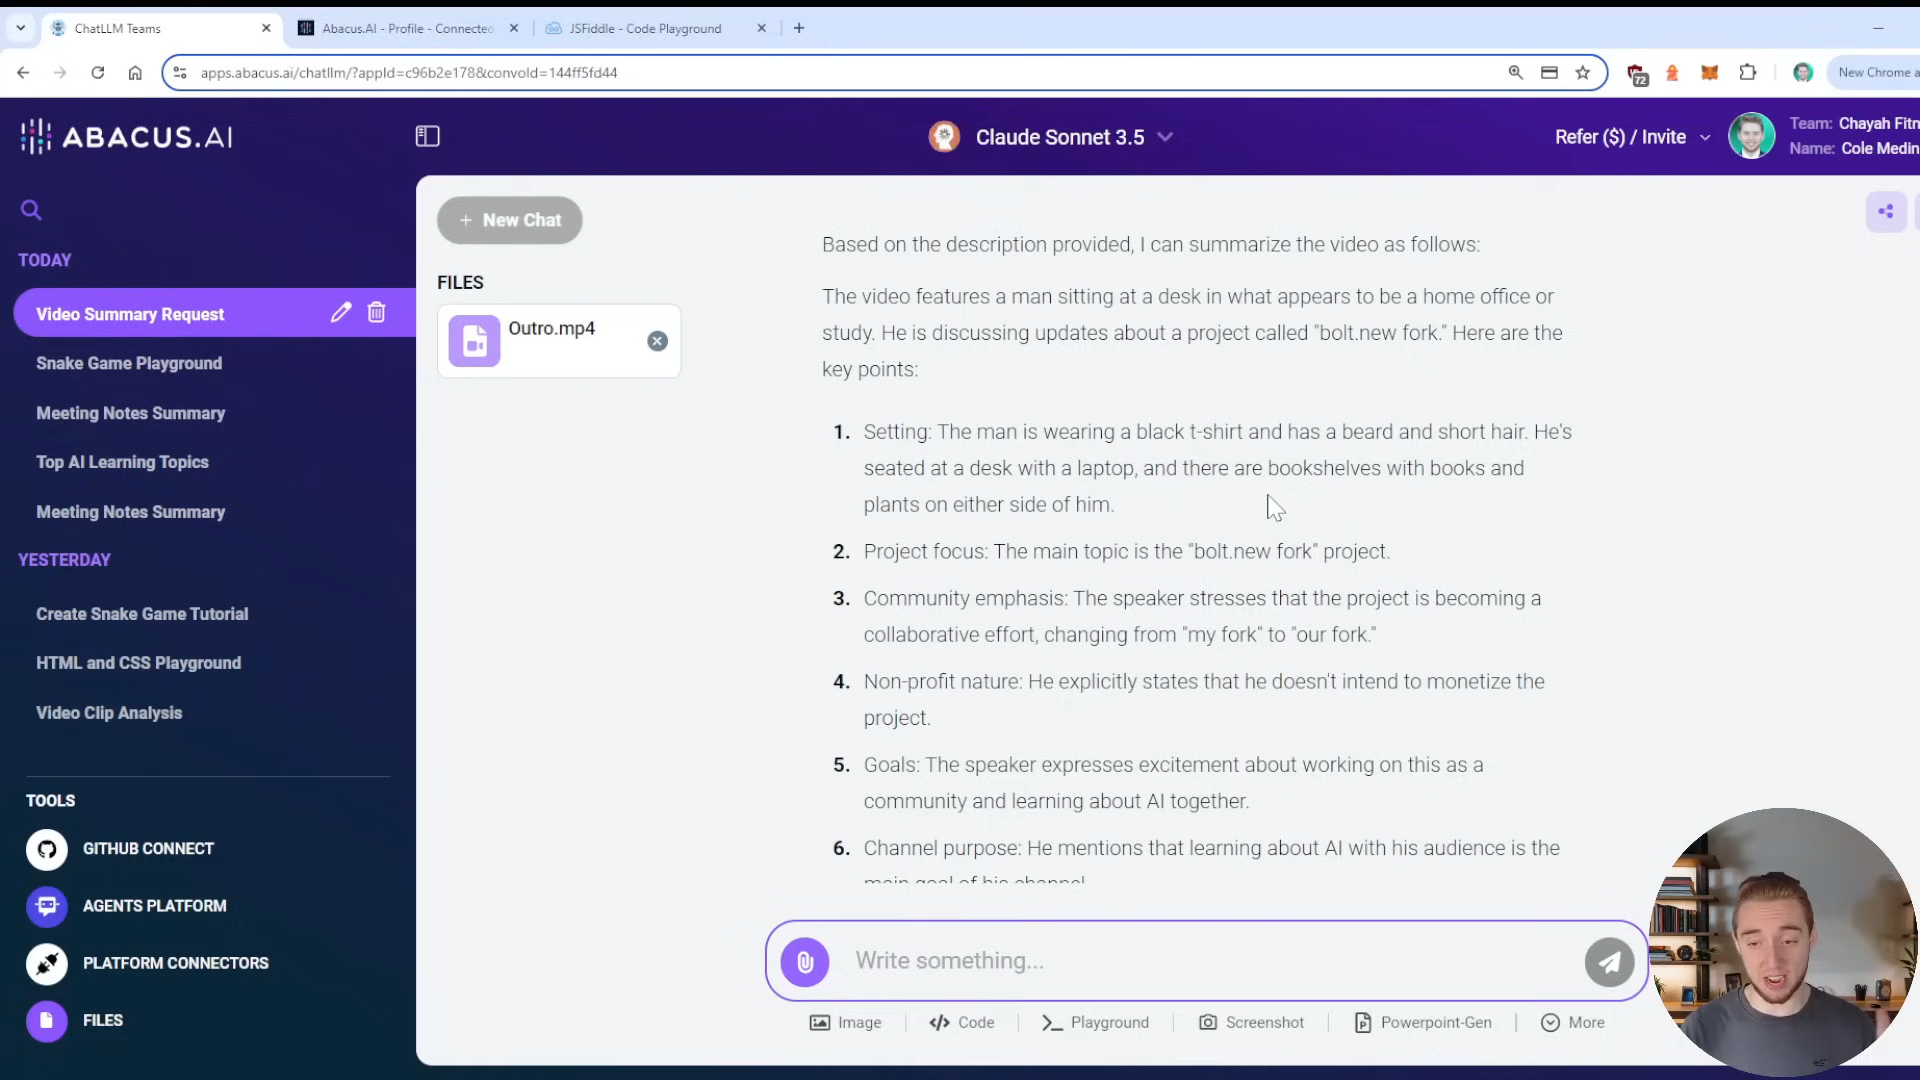 ChatLLM Teams
Abacus.AI - Profile - Connected
JSFiddle - Code Playground
apps.abacus.ai/chatllm/?appId=c96b2e178&convoId=144ff5fd44
72
New Chrome a
ABACUS.AI
Claude Sonnet 3.5
Refer ($) / Invite
Team: Chayah Fitn
Name: Cole Medin
TODAY
Video Summary Request
Snake Game Playground
Meeting Notes Summary
Top AI Learning Topics
Meeting Notes Summary
YESTERDAY
Create Snake Game Tutorial
HTML and CSS Playground
Video Clip Analysis
TOOLS
GITHUB CONNECT
AGENTS PLATFORM
PLATFORM CONNECTORS
FILES
+ New Chat
FILES
Outro.mp4
Based on the description provided, I can summarize the video as follows:
The video features a man sitting at a desk in what appears to be a home office or
study. He is discussing updates about a project called "bolt.new fork." Here are the
key points:
1. Setting: The man is wearing a black t-shirt and has a beard and short hair. He's
seated at a desk with a laptop, and there are bookshelves with books and
plants on either side of him.
2. Project focus: The main topic is the "bolt.new fork" project.
3. Community emphasis: The speaker stresses that the project is becoming a
collaborative effort, changing from "my fork" to "our fork."
4. Non-profit nature: He explicitly states that he doesn't intend to monetize the
project.
5. Goals: The speaker expresses excitement about working on this as a
community and learning about AI together.
6. Channel purpose: He mentions that learning about AI with his audience is the
main goal of his channel
Write something...
Image
Code
Playground
Screenshot
Powerpoint-Gen
More